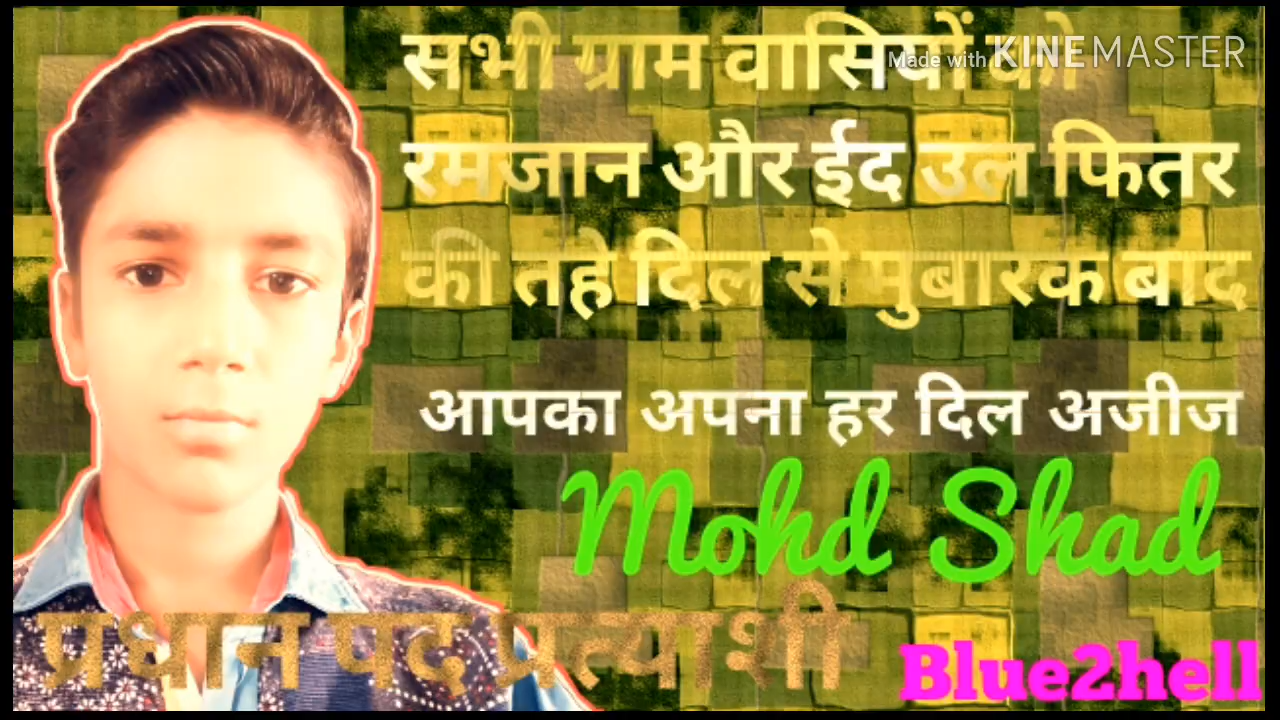 सभी ग्राम वासियों को
Made with KINEMASTER
रमजान और ईद उल फितर
की तहे दिल से मुबारक बाद
आपका अपना हर दिल अजीज
Mohd Shad
प्रधान पद प्रत्याशी
Blue2hell